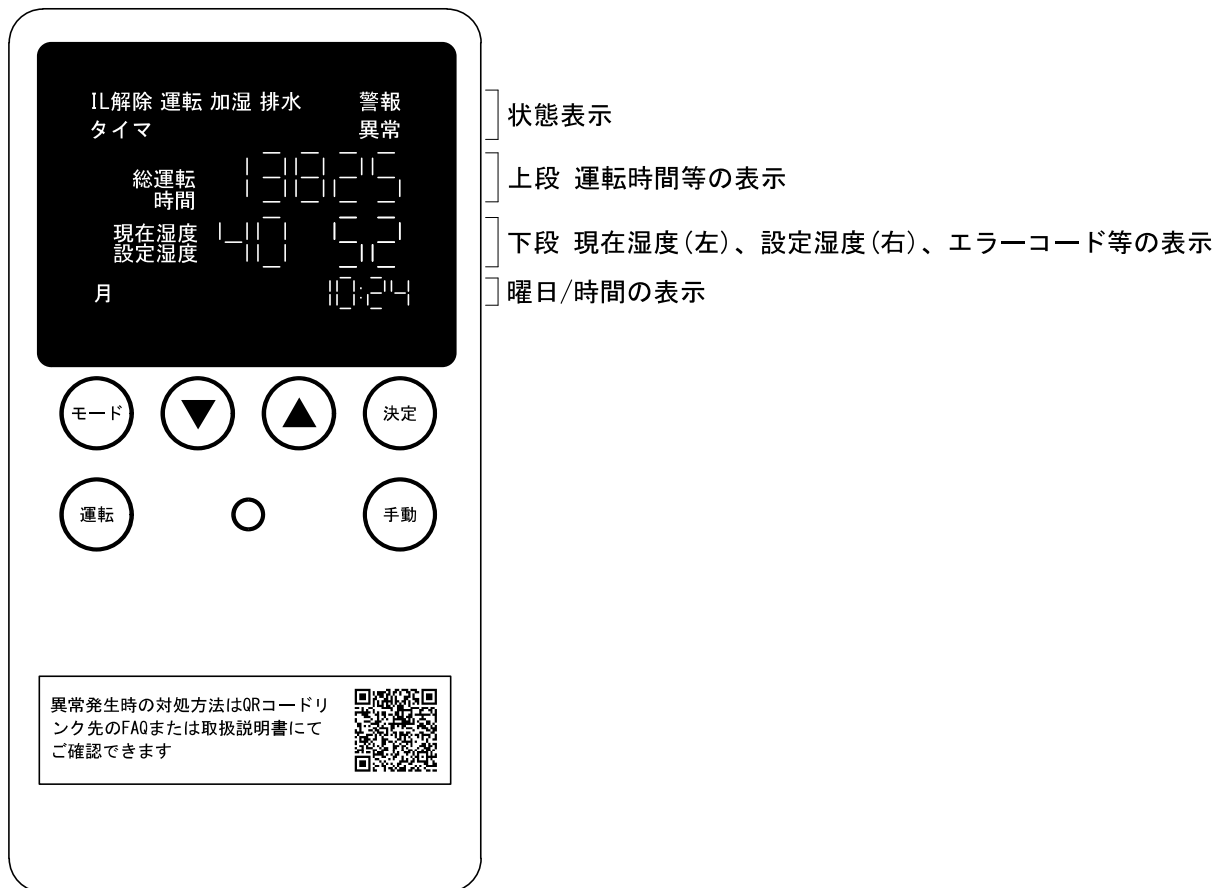 IL解除 運転 加湿 排水 警報
タイマ 異常
状態表示
総運転
時間
13825
上段 運転時間等の表示
現在湿度
設定湿度
40 52
下段 現在湿度(左)、設定湿度(右)、エラーコード等の表示
月 10:24
曜日/時間の表示
モード ▼ ▲ 決定
運転 手動
異常発生時の対処方法はQRコードリ
ンク先のFAQまたは取扱説明書にて
ご確認できます